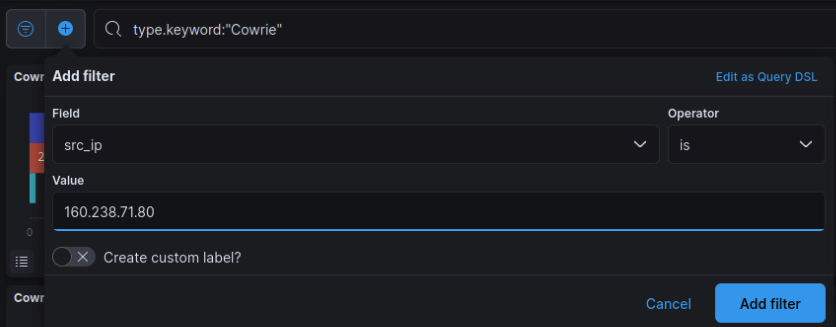 type.keyword:"Cowrie"
Cowr
Add filter
Edit as Query DSL
Field
Operator
src_ip
is
2
Value
160.238.71.80
0
Create custom label?
Cowr
Cancel
Add filter